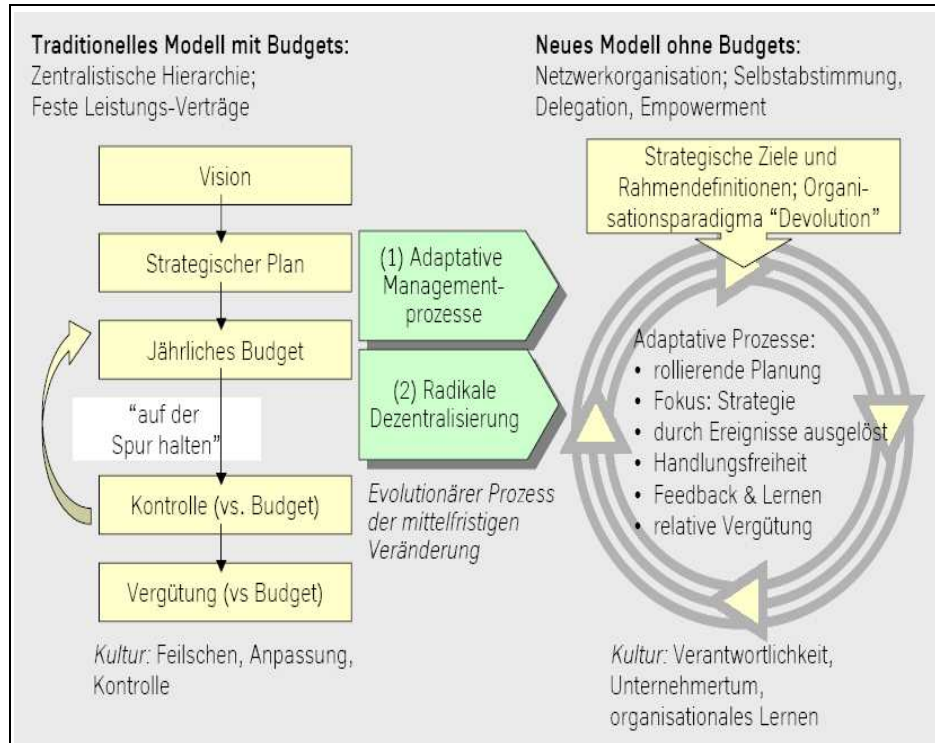 Traditionelles Modell mit Budgets:
Zentralistische Hierarchie;
Feste Leistungs-Verträge
Vision
Strategischer Plan
Jährliches Budget
“auf der
Spur halten”
Kontrolle (vs. Budget)
Vergütung (vs Budget)
Kultur: Feilschen, Anpassung,
Kontrolle
(1) Adaptative
Management-
prozesse
(2) Radikale
Dezentralisierung
Evolutionärer Prozess
der mittelfristigen
Veränderung
Neues Modell ohne Budgets:
Netzwerkorganisation; Selbstabstimmung,
Delegation, Empowerment
Strategische Ziele und
Rahmendefinitionen; Organi-
sationsparadigma “Devolution”
Adaptative Prozesse:
• rollierende Planung
• Fokus: Strategie
• durch Ereignisse ausgelöst
• Handlungsfreiheit
• Feedback & Lernen
• relative Vergütung
Kultur: Verantwortlichkeit,
Unternehmertum,
organisationales Lernen